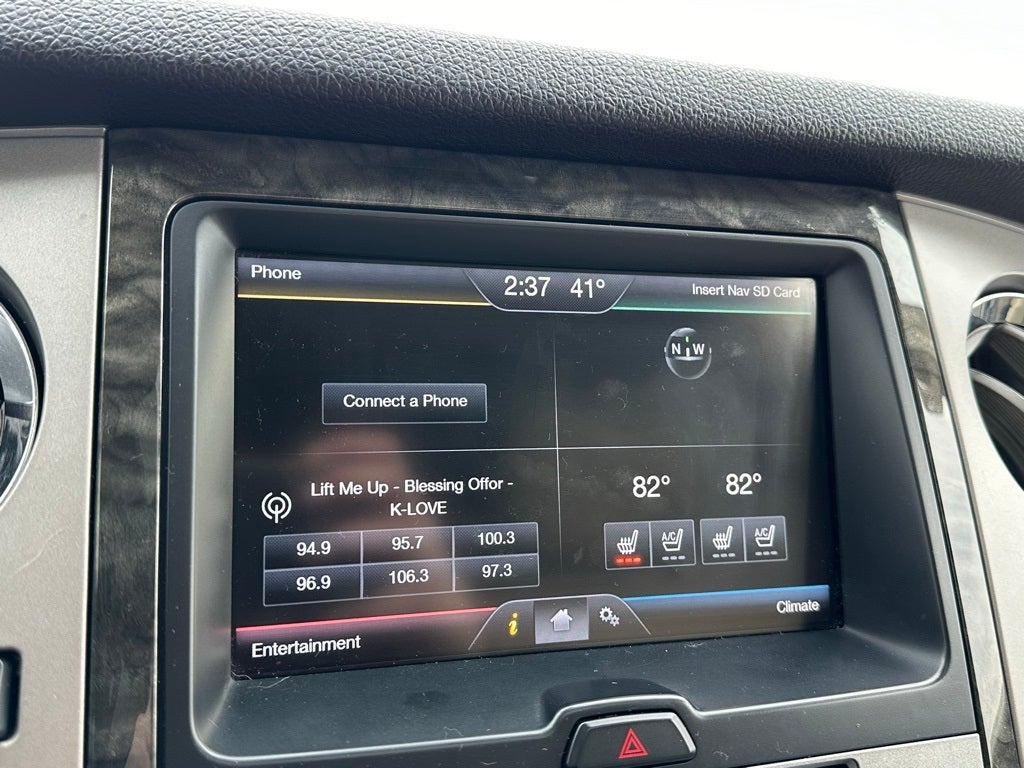 Phone
2:37 41°
Insert Nav SD Card
N W
Connect a Phone
Lift Me Up - Blessing Offor -
K-LOVE
82° 82°
94.9 95.7 100.3
96.9 106.3 97.3
A/C A/C
i
Entertainment
Climate